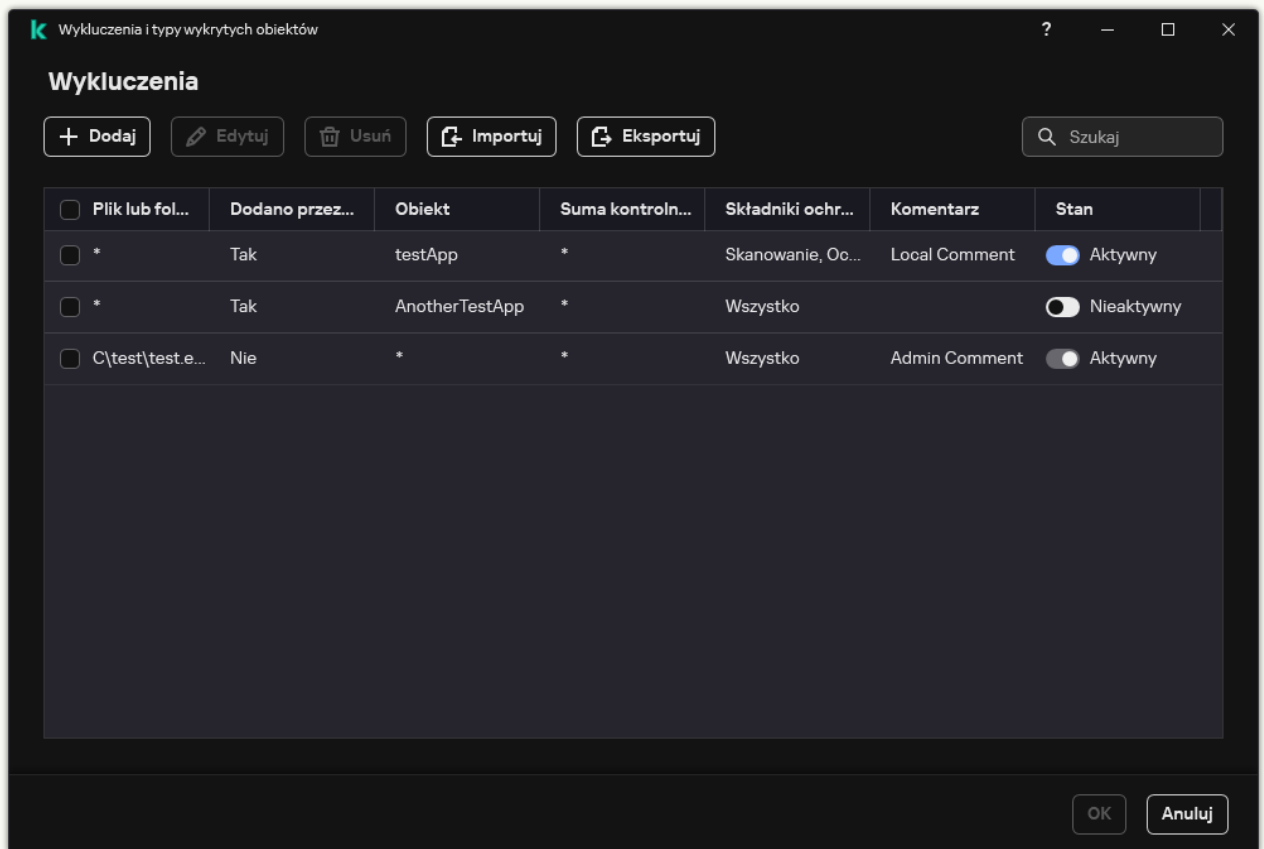 Wykluczenia i typy wykrytych obiektów ?
Wykluczenia
Dodaj Edytuj Usuń Importuj Eksportuj Szukaj
Plik lub fol... Dodano przez... Obiekt Suma kontroln... Składniki ochr... Komentarz Stan
* Tak testApp * Skanowanie, Oc... Local Comment Aktywny
* Tak AnotherTestApp * Wszystko Nieaktywny
C\test\test.e... Nie * * Wszystko Admin Comment Aktywny
OK Anuluj